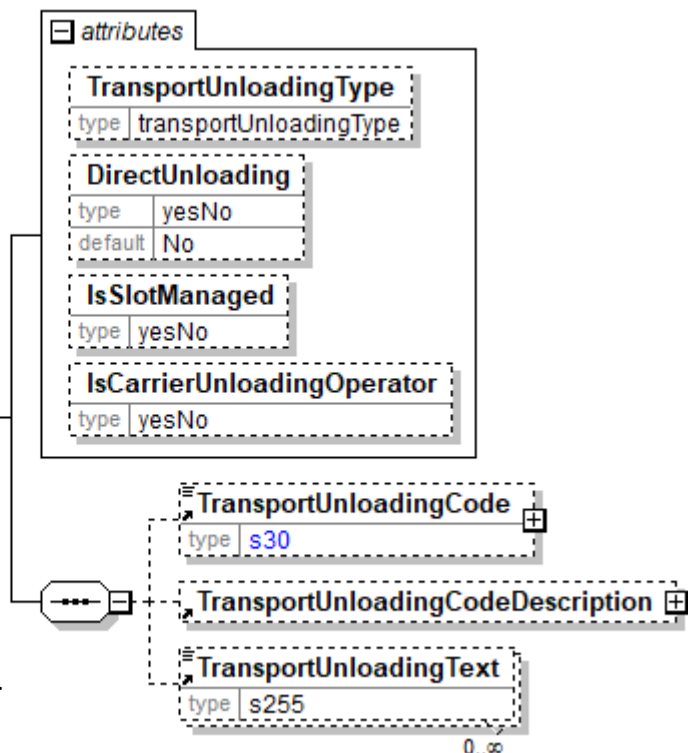 attributes
TransportUnloadingType
type transportUnloadingType
DirectUnloading
type yesNo
default No
IsSlotManaged
type yesNo
IsCarrierUnloadingOperator
type yesNo
TransportUnloadingCode
type s30
TransportUnloadingCodeDescription
TransportUnloadingText
type s255
0..∞